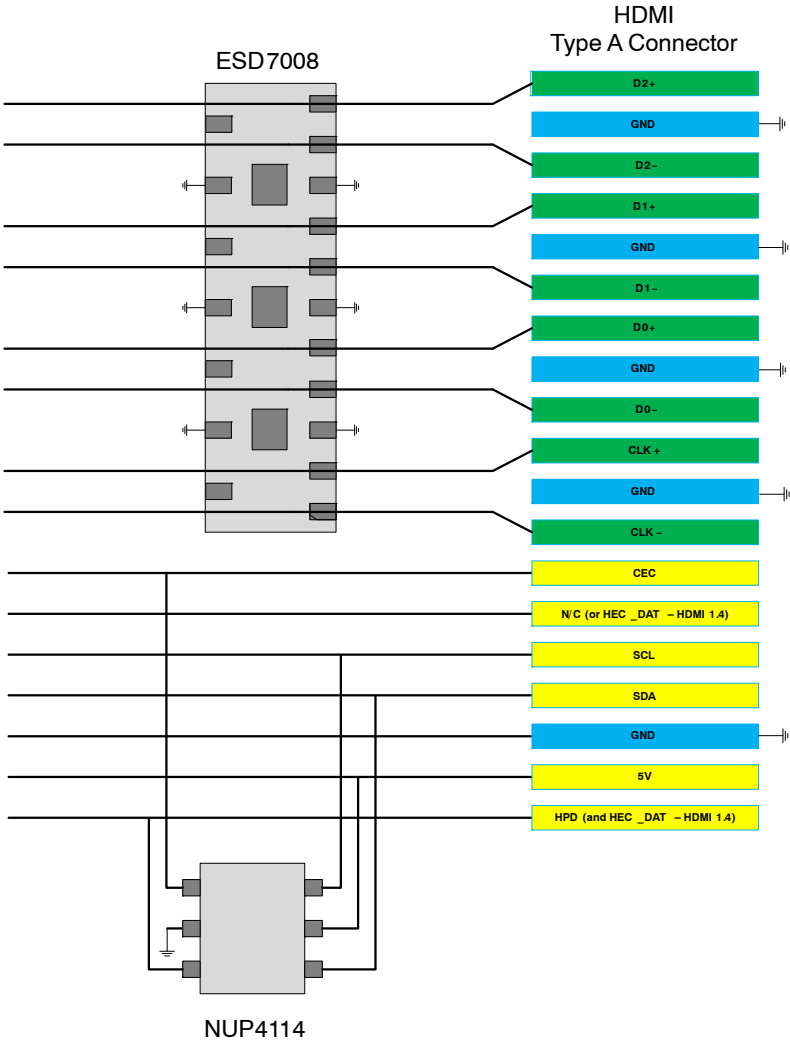 HDMI
Type A Connector
ESD7008
D2+
GND
D2−
D1+
GND
D1−
D0+
GND
D0−
CLK +
GND
CLK −
CEC
N/C (or HEC _DAT – HDMI 1.4)
SCL
SDA
GND
5V
HPD (and HEC _DAT – HDMI 1.4)
NUP4114